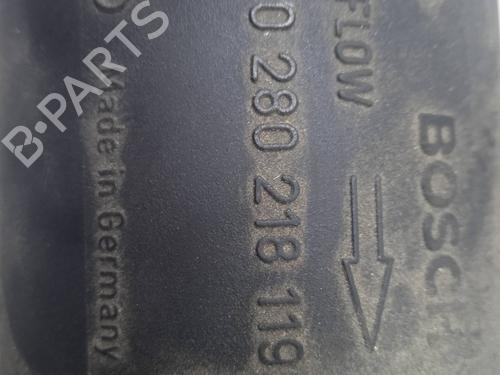 FLOW
BOSCH
0 280 218 119
Made in Germany
B-PARTS